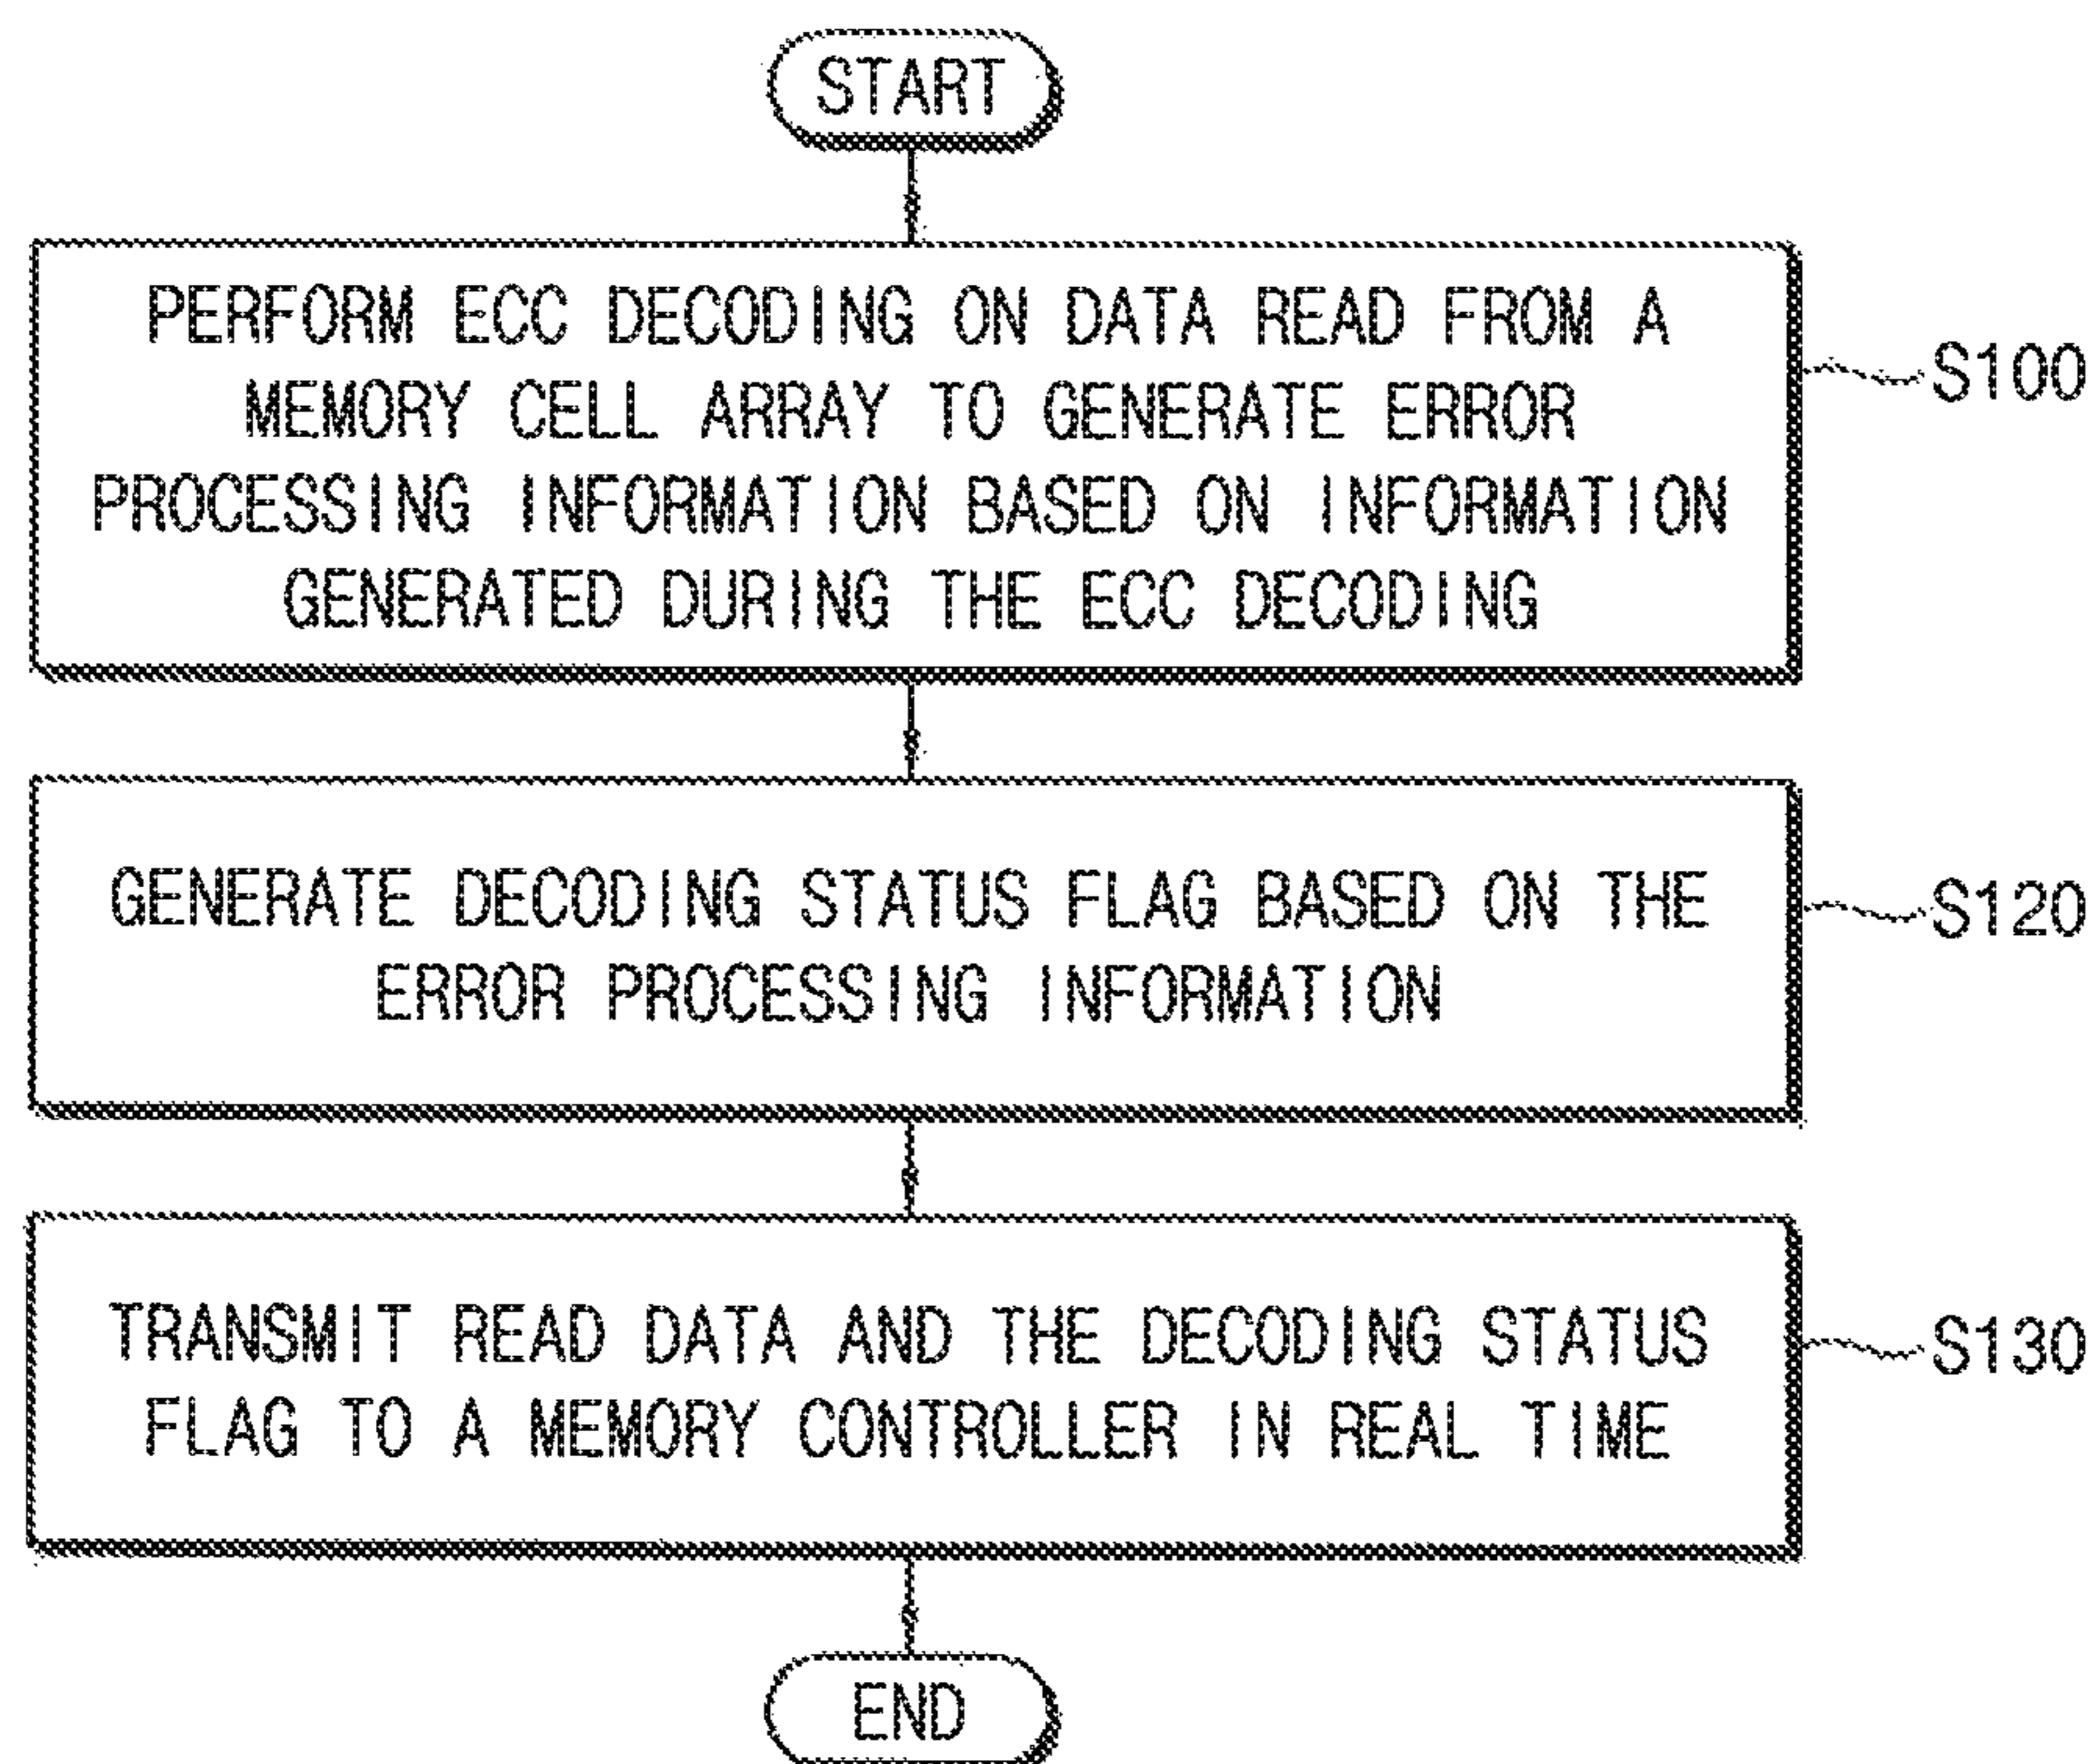 START
PERFORM ECC DECODING ON DATA READ FROM A
MEMORY CELL ARRAY TO GENERATE ERROR
PROCESSING INFORMATION BASED ON INFORMATION
GENERATED DURING THE ECC DECODING
S100
GENERATE DECODING STATUS FLAG BASED ON THE
ERROR PROCESSING INFORMATION
S120
TRANSMIT READ DATA AND THE DECODING STATUS
FLAG TO A MEMORY CONTROLLER IN REAL TIME
S130
END